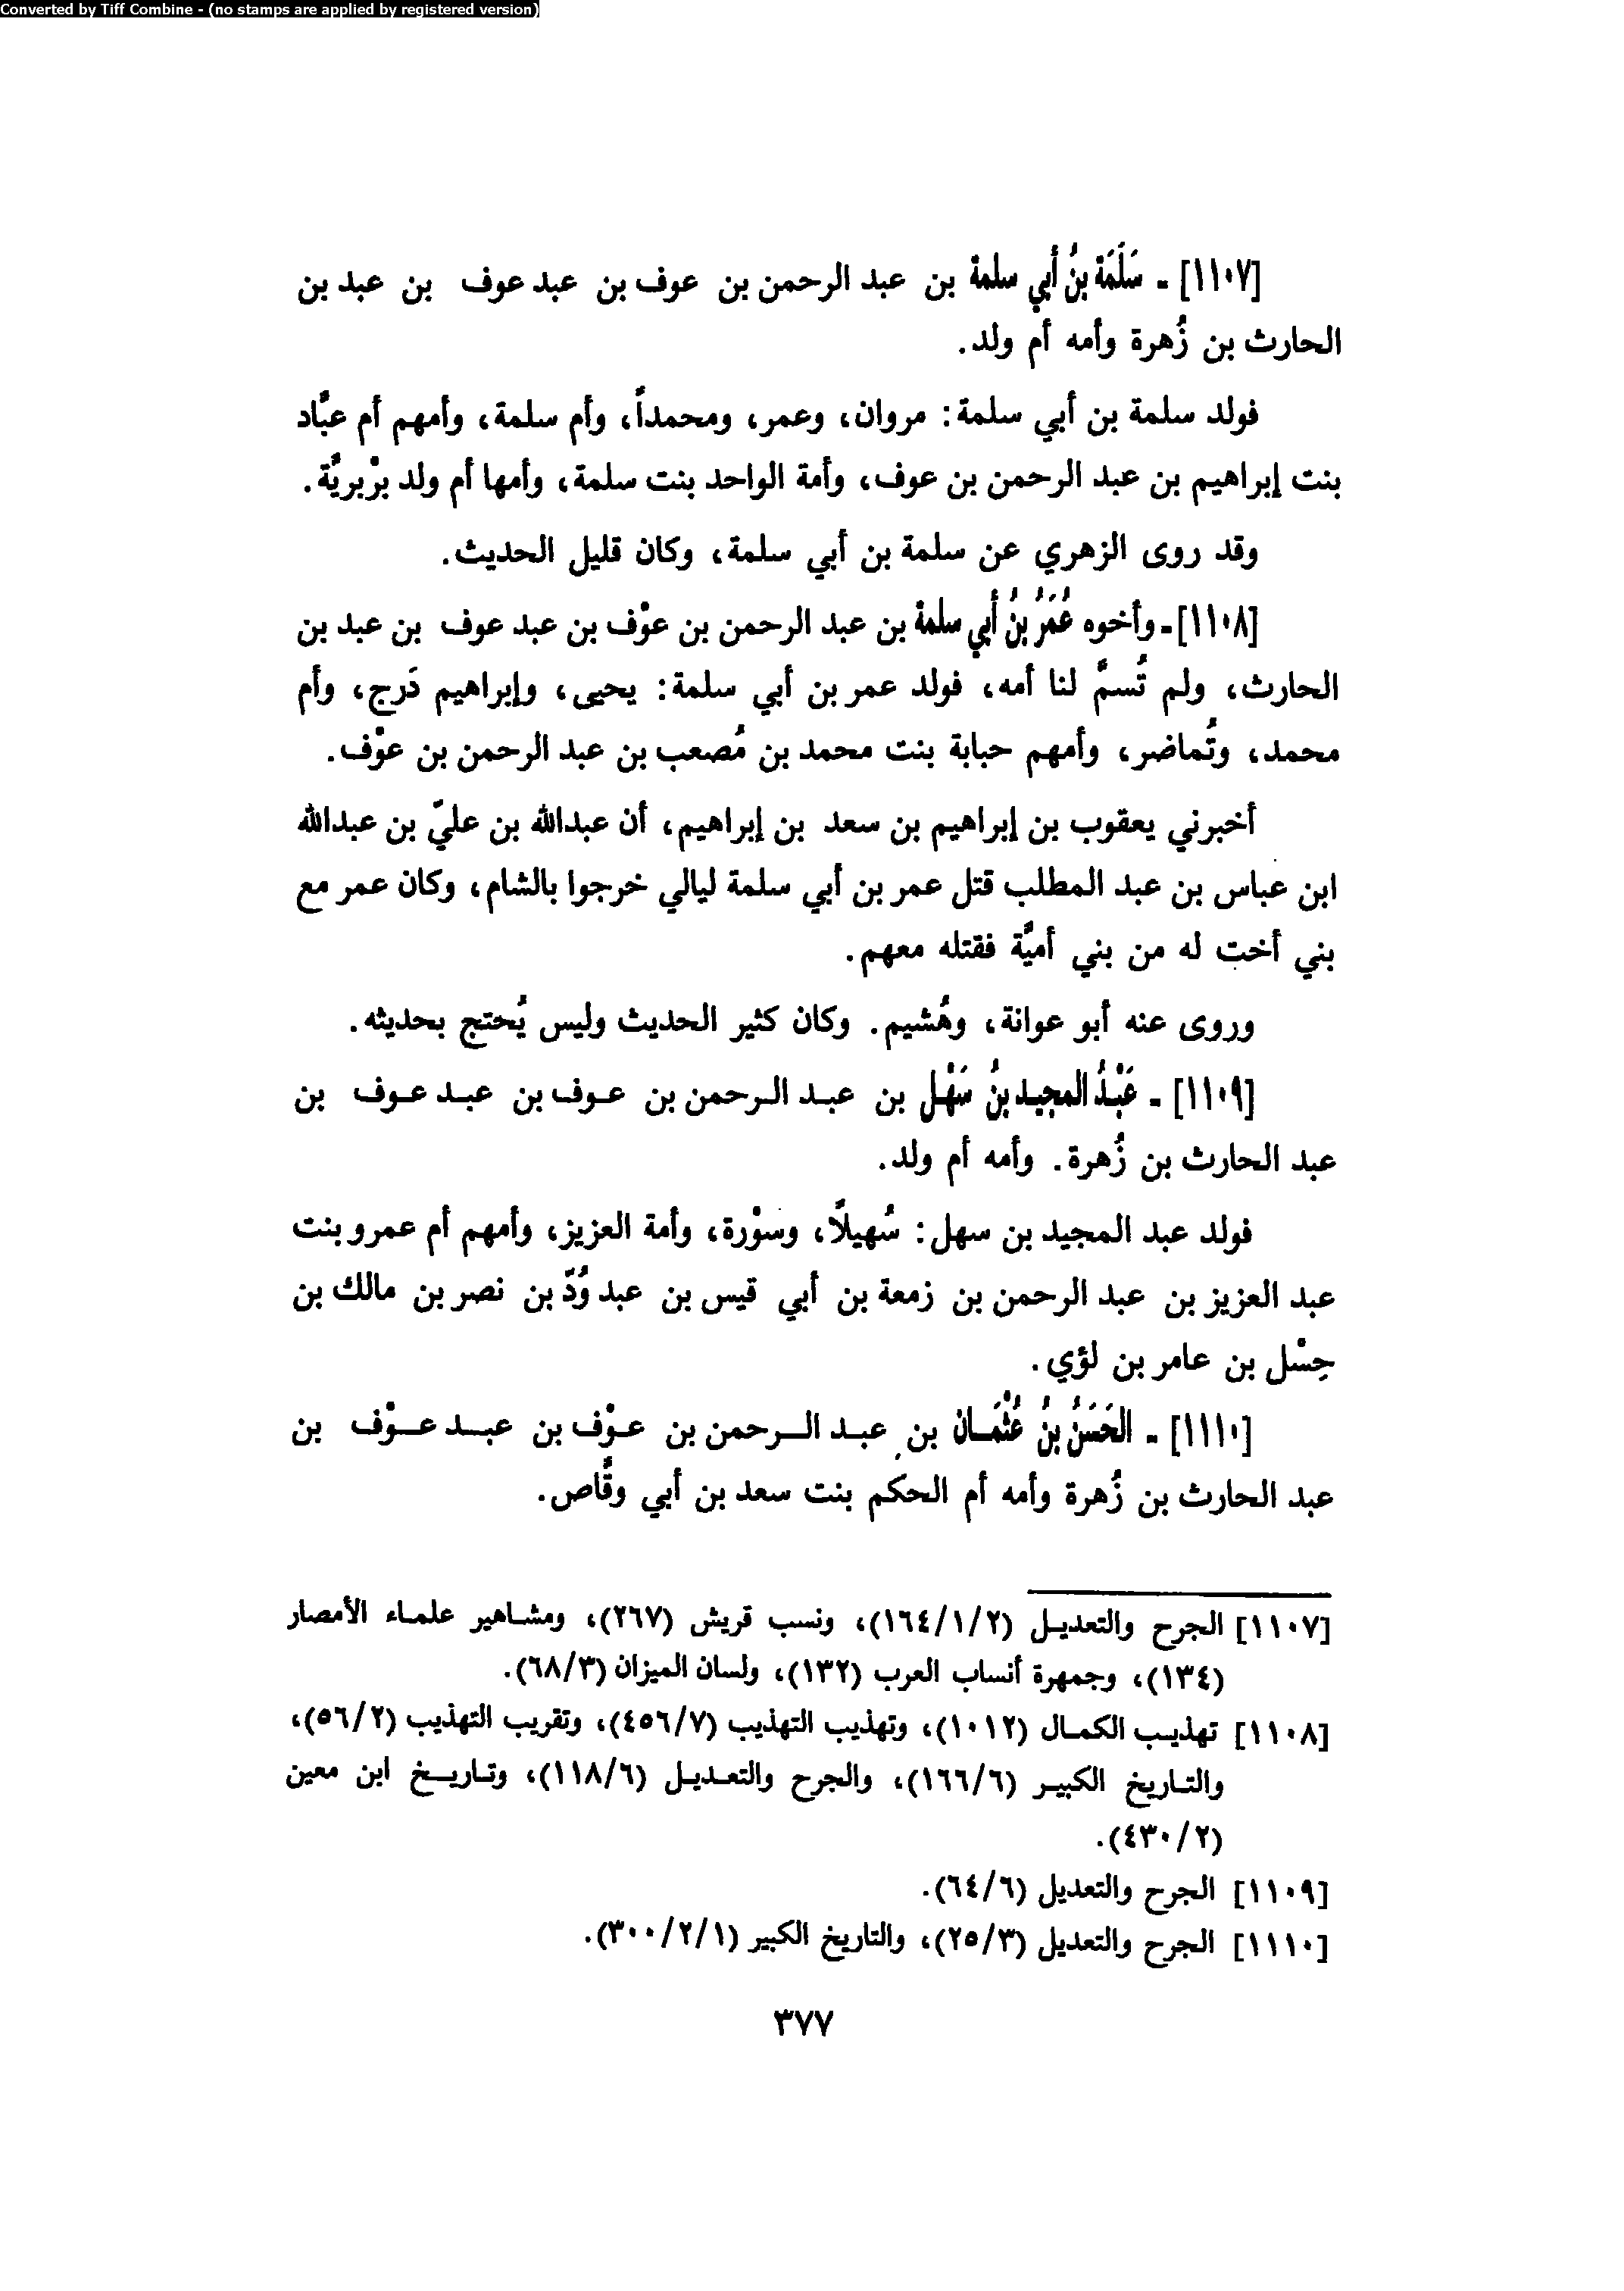 Converted by Tiff Combine - (no stamps are applied by registered version)
[١١٠٧] - سَلَمَة بنُ أبي سلمة بن عبد الرحمن بن عوف بن عبد عوف بن عبد بن
الحارث بن زُهرة وأمه أم ولد.
فولد سلمة بن أبي سلمة: مروان، وعمر، ومحمداً، وأم سلمة، وأمهم أم عبَّاد
بنت إبراهيم بن عبد الرحمن بن عوف، وأمة الواحد بنت سلمة، وأمها أم ولد برْبريَّة.
وقد روى الزهري عن سلمة بن أبي سلمة، وكان قليل الحديث.
[١١٠٨] - وأخوه عُمَرُ بنُ أبي سلمة بن عبد الرحمن بن عوْف بن عبد عوف بن عبد بن
الحارث، ولم تُسمَّ لنا أمه، فولد عمر بن أبي سلمة: يحيى، وإبراهيم دَرج، وأم
محمد، وتُماضر، وأمهم حبابة بنت محمد بن مُصعب بن عبد الرحمن بن عوْف.
أخبرني يعقوب بن إبراهيم بن سعد بن إبراهيم، أن عبدالله بن عليّ بن عبدالله
ابن عباس بن عبد المطلب قتل عمر بن أبي سلمة ليالي خرجوا بالشام، وكان عمر مع
بني أخت له من بني أميَّة فقتله معهم.
وروى عنه أبو عوانة، وهُشيم. وكان كثير الحديث وليس يُحتج بحديثه.
[١١٠٩] - عَبْدُ المجيد بنُ سَهْل بن عبد الرحمن بن عوف بن عبد عوف بن
عبد الحارث بن زُهرة. وأمه أم ولد.
فولد عبد المجيد بن سهل: سُهيلاً، وسوْرة، وأمة العزيز، وأمهم أم عمرو بنت
عبد العزيز بن عبد الرحمن بن زمعة بن أبي قيس بن عبد وُدّ بن نصر بن مالك بن
حِسْل بن عامر بن لؤي.
[١١١٠] - الحَسَنُ بنُ عُثْمَان بن عبد الرحمن بن عوْف بن عبد عوْف بن
عبد الحارث بن زُهرة وأمه أم الحكم بنت سعد بن أبي وقَّاص.
[١١٠٧] الجرح والتعديل (١٦٤/١/٢)، ونسب قريش (٢٦٧)، ومشاهير علماء الأمصار
(١٣٤)، وجمهرة أنساب العرب (١٣٢)، ولسان الميزان (٦٨/٣).
[١١٠٨] تهذيب الكمال (١٠١٢)، وتهذيب التهذيب (٤٥٦/٧)، وتقريب التهذيب (٥٦/٢)،
والتاريخ الكبير (١٦٦/٦)، والجرح والتعديل (١١٨/٦)، وتاريخ ابن معين
(٤٣٠/٢).
[١١٠٩] الجرح والتعديل (٦٤/٦).
[١١١٠] الجرح والتعديل (٢٥/٣)، والتاريخ الكبير (٣٠٠/٢/١).
٣٧٧